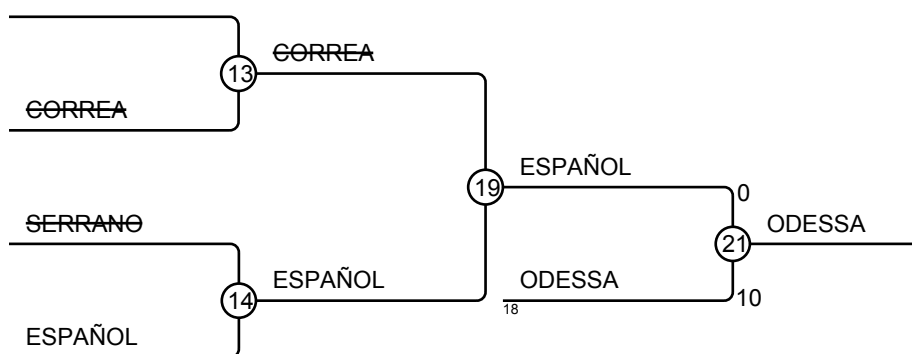 CORREA
13
CORREA
ESPAÑOL
19
0
SERRANO
21
ODESSA
ESPAÑOL
ODESSA
14
10
18
ESPAÑOL